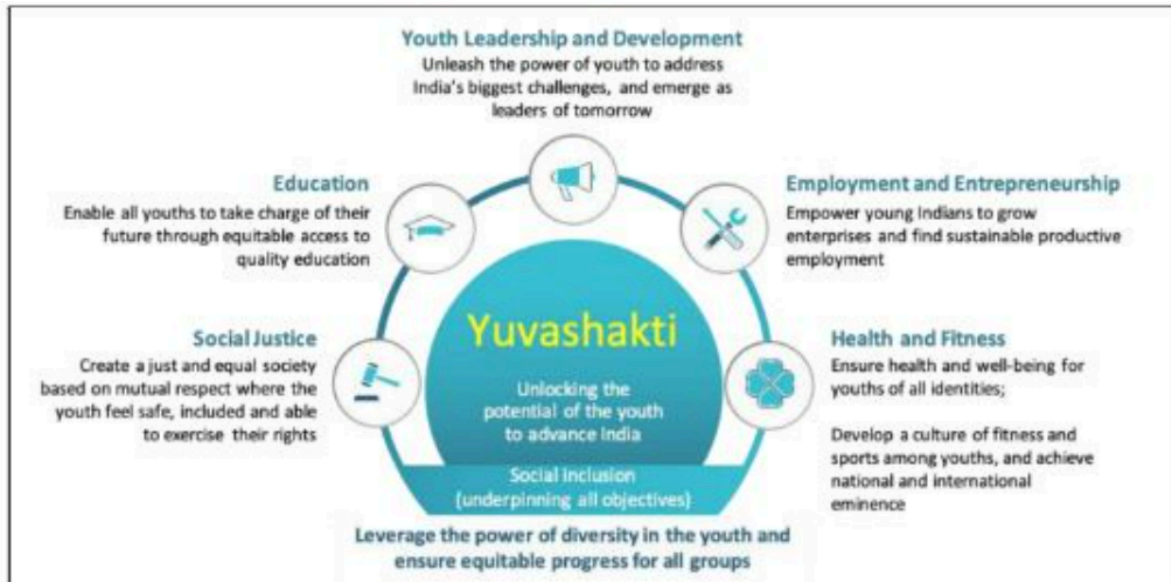 Youth Leadership and Development
Unleash the power of youth to address
India's biggest challenges, and emerge as
leaders of tomorrow
Education
Enable all youths to take charge of their
future through equitable access to
quality education
Employment and Entrepreneurship
Empower young Indians to grow
enterprises and find sustainable productive
employment
Social Justice
Create a just and equal society
based on mutual respect where the
youth feel safe, included and able
to exercise their rights
Yuvashakti
Unlocking the
potential of the youth
to advance India
Health and Fitness
Ensure health and well-being for
youths of all identities;
Develop a culture of fitness and
sports among youths, and achieve
national and international
eminence
Social Inclusion
(underpinning all objectives)
Leverage the power of diversity in the youth and
ensure equitable progress for all groups